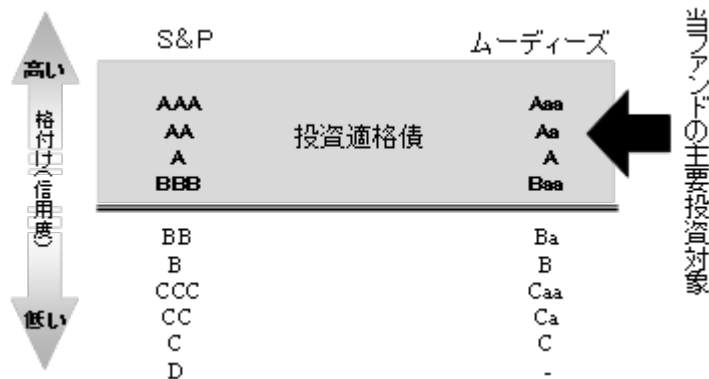 S&P ムーディーズ
高い
格付け(信用度)
低い
AAA Aaa
AA 投資適格債 Aa
A A
BBB Baa
BB Ba
B B
CCC Caa
CC Ca
C C
D -
当ファンドの主要投資対象